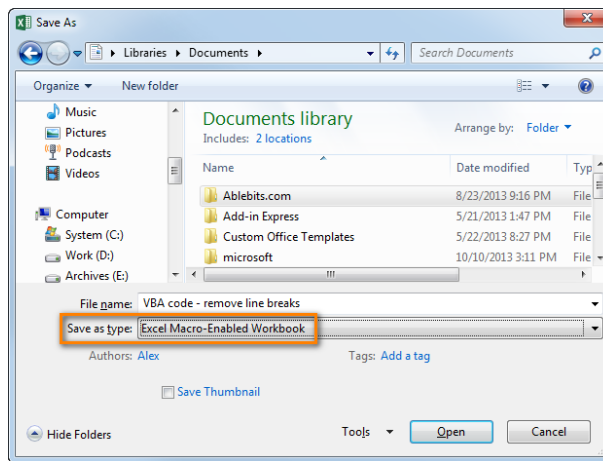 Save As
Libraries Documents
Search Documents
Organize New folder
Music
Pictures
Podcasts
Videos
Computer
System (C:)
Work (D:)
Archives (E:)
Documents library
Includes: 2 locations
Arrange by: Folder
Name Date modified Typ
Ablebits.com 8/23/2013 9:16 PM File
Add-in Express 5/21/2013 1:47 PM File
Custom Office Templates 5/22/2013 8:27 PM File
microsoft 10/10/2013 3:11 PM File
File name: VBA code - remove line breaks
Save as type: Excel Macro-Enabled Workbook
Authors: Alex Tags: Add a tag
Save Thumbnail
Hide Folders Tools Open Cancel